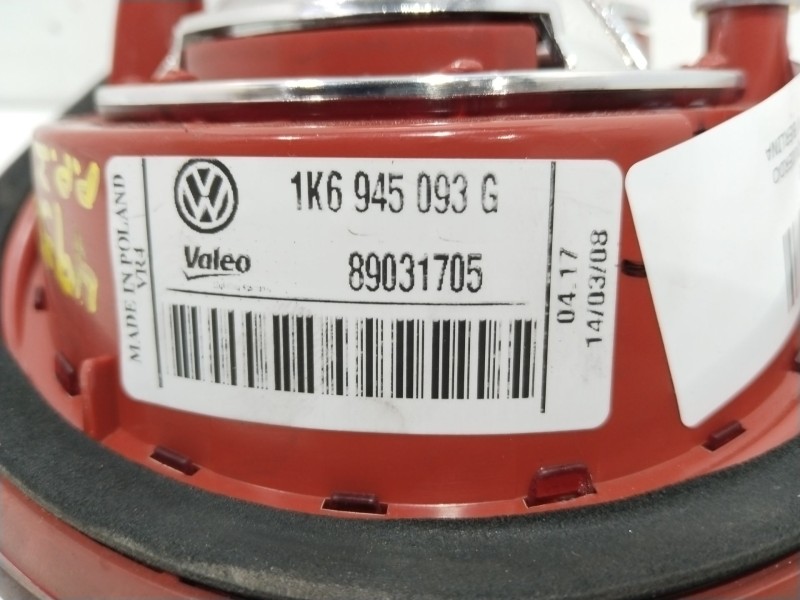 MADE IN POLAND
VR4
1K6 945 093 G
Valeo
89031705
04.17
14/03/08